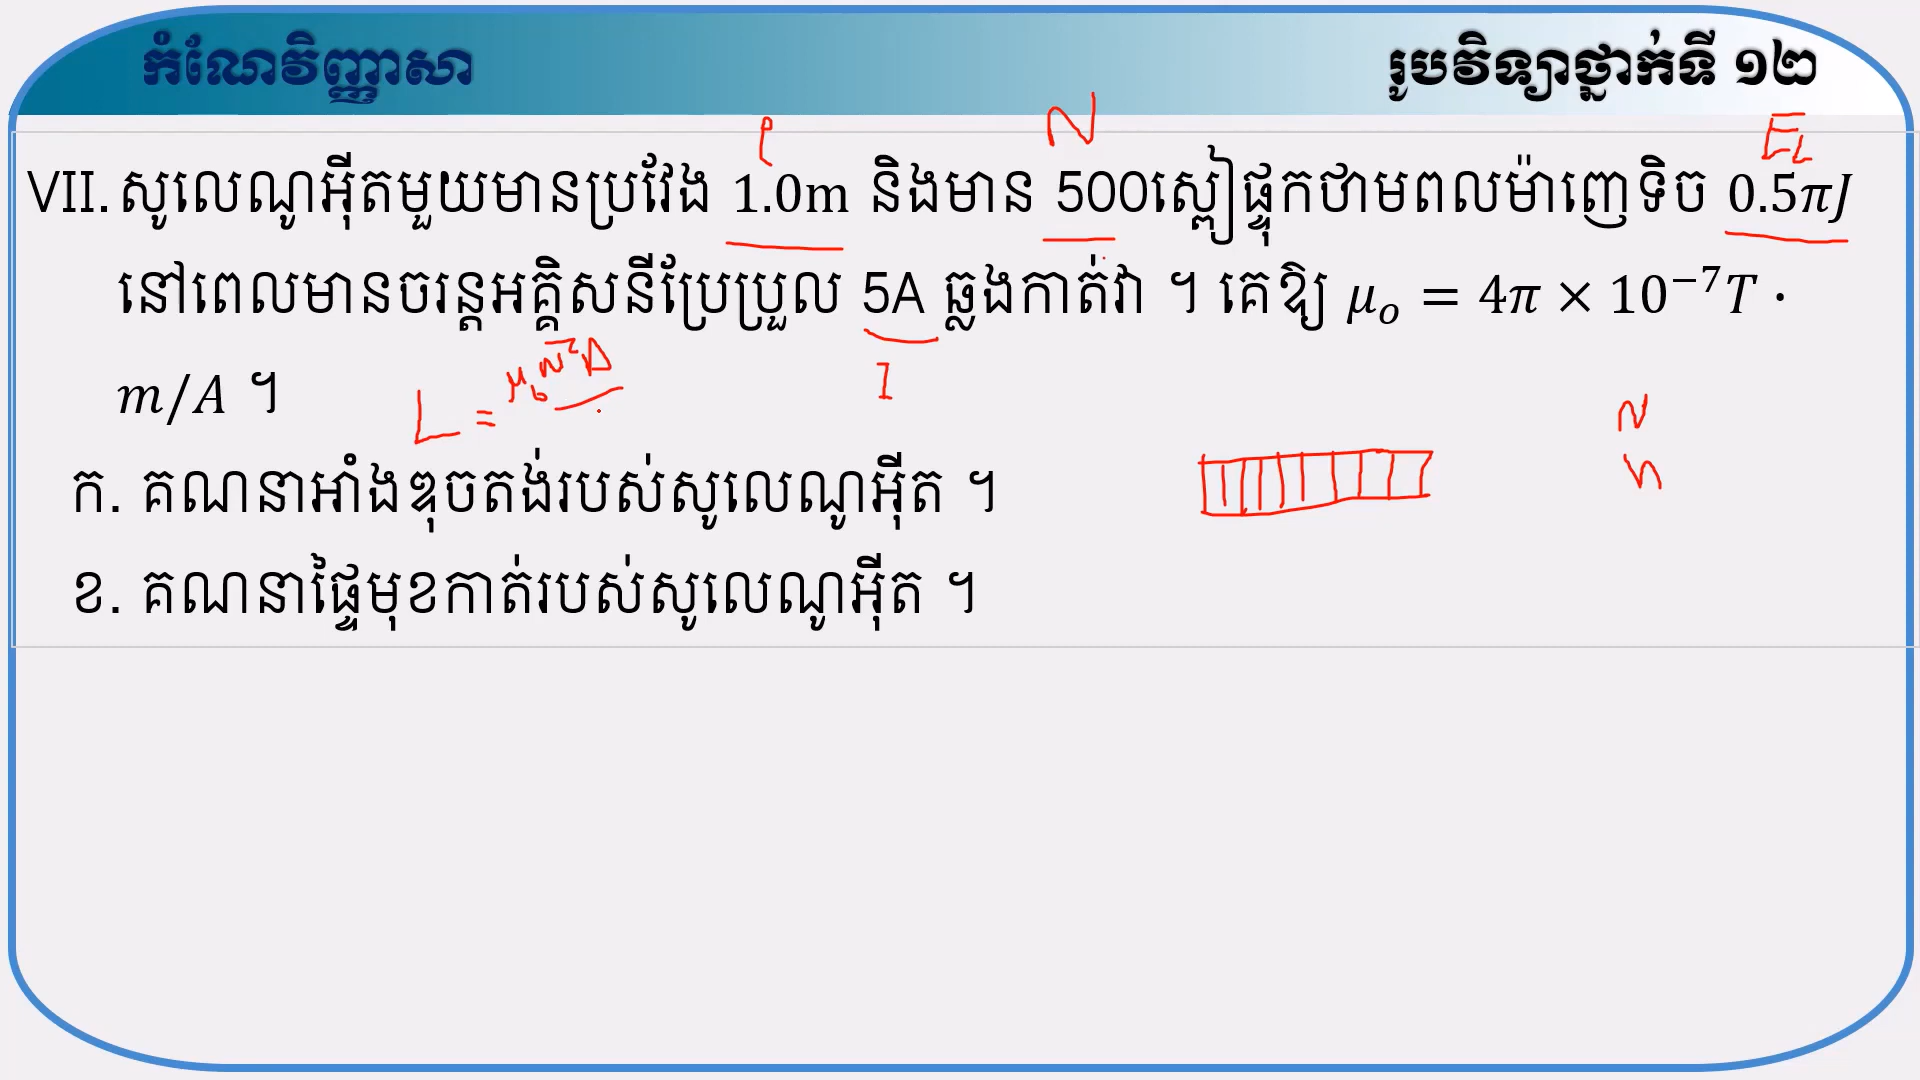 កំណែវិញ្ញាសា
រូបវិទ្យាថ្នាក់ទី ១២
l N E_L
VII. សូលេណូអ៊ីតមួយមានប្រវែង 1.0m និងមាន 500ស្ពៀផ្ទុកថាមពលម៉ាញេទិច 0.5πJ
នៅពេលមានចរន្តអគ្គិសនីប្រែប្រួល 5A ឆ្លងកាត់វា ។ គេឱ្យ μₒ = 4π × 10⁻⁷T ·
m/A ។
L = μ₀N²A
I
N
n
ក. គណនាអាំងឌុចតង់របស់សូលេណូអ៊ីត ។
ខ. គណនាផ្ទៃមុខកាត់របស់សូលេណូអ៊ីត ។